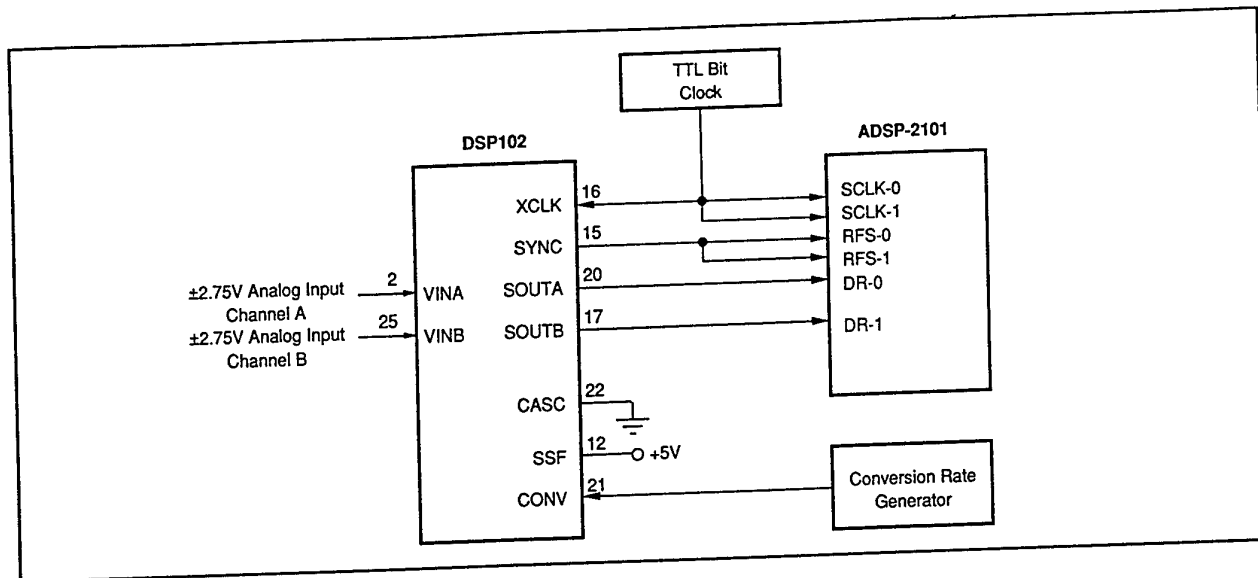 TTL Bit
Clock
DSP102
ADSP-2101
XCLK
16
SCLK-0
SCLK-1
SYNC
15
RFS-0
RFS-1
±2.75V Analog Input
Channel A
2
VINA
SOUTA
20
DR-0
±2.75V Analog Input
Channel B
25
VINB
SOUTB
17
DR-1
CASC
22
SSF
12
+5V
CONV
21
Conversion Rate
Generator